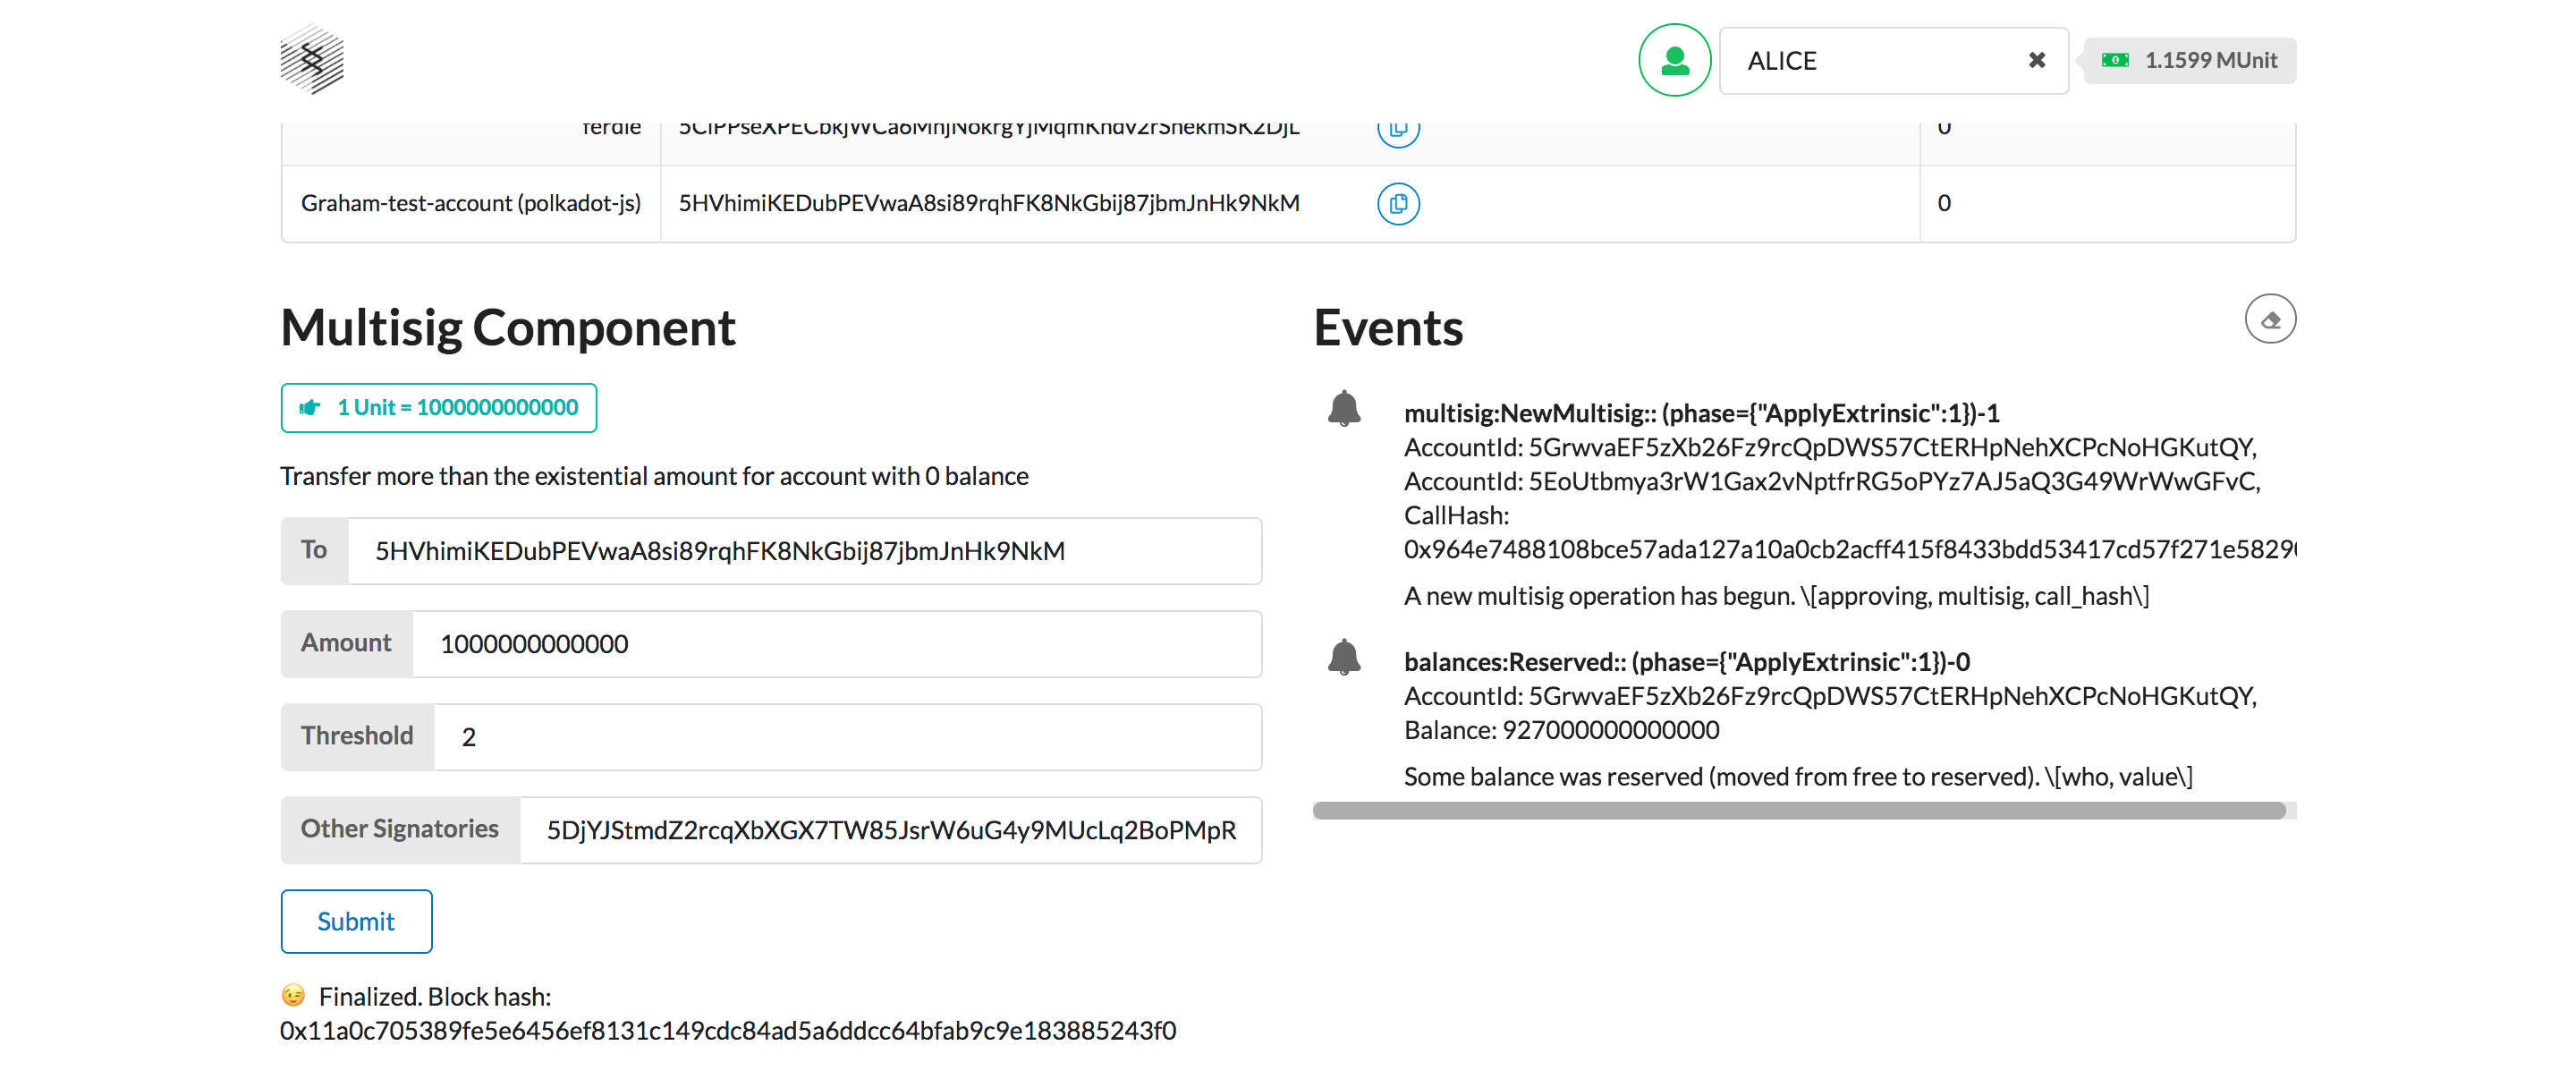 ALICE
1.1599 MUnit
ferdie 5CiPPseXPECbkjWCa6MnjNokrgYjMqmKndv2rSnekmSK2DjL 0
Graham-test-account (polkadot-js) 5HVhimiKEDubPEVwaA8si89rqhFK8NkGbij87jbmJnHk9NkM 0
Multisig Component
1 Unit = 1000000000000
Transfer more than the existential amount for account with 0 balance
To 5HVhimiKEDubPEVwaA8si89rqhFK8NkGbij87jbmJnHk9NkM
Amount 1000000000000
Threshold 2
Other Signatories 5DjYJStmdZ2rcqXbXGX7TW85JsrW6uG4y9MUcLq2BoPMpR
Submit
😉 Finalized. Block hash:
0x11a0c705389fe5e6456ef8131c149cdc84ad5a6ddcc64bfab9c9e183885243f0
Events
multisig:NewMultisig:: (phase={"ApplyExtrinsic":1})-1
AccountId: 5GrwvaEF5zXb26Fz9rcQpDWS57CtERHpNehXCPcNoHGKutQY,
AccountId: 5EoUtbmya3rW1Gax2vNptfrRG5oPYz7AJ5aQ3G49WrWwGFvC,
CallHash:
0x964e7488108bce57ada127a10a0cb2acff415f8433bdd53417cd57f271e5829
A new multisig operation has begun. \[approving, multisig, call_hash\]
balances:Reserved:: (phase={"ApplyExtrinsic":1})-0
AccountId: 5GrwvaEF5zXb26Fz9rcQpDWS57CtERHpNehXCPcNoHGKutQY,
Balance: 927000000000000
Some balance was reserved (moved from free to reserved). \[who, value\]